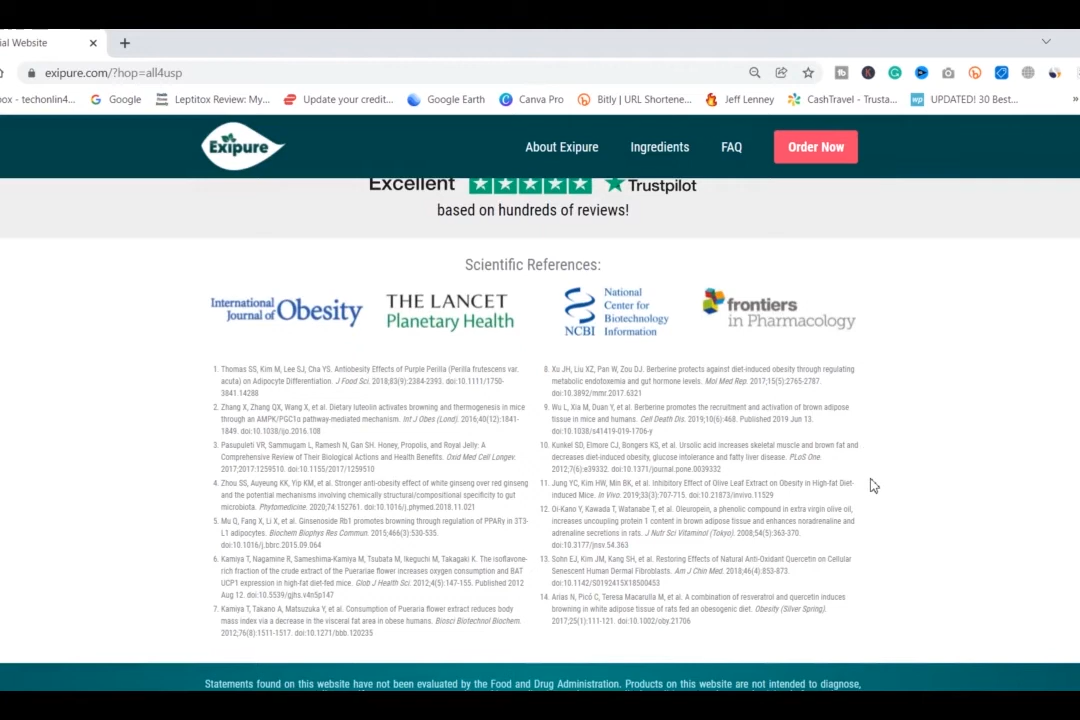 ial Website
exipure.com/?hop=all4usp
box - techonlin4...
Google
Leptitox Review: My...
Update your credit...
Google Earth
Canva Pro
Bitly | URL Shortene...
Jeff Lenney
CashTravel - Trusta...
UPDATED! 30 Best...
Exipure
About Exipure
Ingredients
FAQ
Order Now
Excellent
Trustpilot
based on hundreds of reviews!
Scientific References:
International
Journal of Obesity
THE LANCET
Planetary Health
NCBI
National
Center for
Biotechnology
Information
frontiers
in Pharmacology
1. Thomas SS, Kim M, Lee SJ, Cha YS. Antiobesity Effects of Purple Perilla (Perilla frutescens var.
acuta) on Adipocyte Differentiation. J Food Sci. 2018;83(9):2384-2393. doi:10.1111/1750-
3841.14288
2. Zhang X, Zhang QX, Wang X, et al. Dietary luteolin activates browning and thermogenesis in mice
through an AMPK/PGC1α pathway-mediated mechanism. Int J Obes (Lond). 2016;40(12):1841-
1849. doi:10.1038/ijo.2016.108
3. Pasupuleti VR, Sammugam L, Ramesh N, Gan SH. Honey, Propolis, and Royal Jelly: A
Comprehensive Review of Their Biological Actions and Health Benefits. Oxid Med Cell Longev.
2017;2017:1259510. doi:10.1155/2017/1259510
4. Zhou SS, Auyeung KK, Yip KM, et al. Stronger anti-obesity effect of white ginseng over red ginseng
and the potential mechanisms involving chemically structural/compositional specificity to gut
microbiota. Phytomedicine. 2020;74:152761. doi:10.1016/j.phymed.2018.11.021
5. Mu Q, Fang X, Li X, et al. Ginsenoside Rb1 promotes browning through regulation of PPARγ in 3T3-
L1 adipocytes. Biochem Biophys Res Commun. 2015;466(3):530-535.
doi:10.1016/j.bbrc.2015.09.064
6. Kamiya T, Nagamine R, Sameshima-Kamiya M, Tsubata M, Ikeguchi M, Takagaki K. The isoflavone-
rich fraction of the crude extract of the Puerariae flower increases oxygen consumption and BAT
UCP1 expression in high-fat diet-fed mice. Glob J Health Sci. 2012;4(5):147-155. Published 2012
Aug 12. doi:10.5539/gjhs.v4n5p147
7. Kamiya T, Takano A, Matsuzuka Y, et al. Consumption of Pueraria flower extract reduces body
mass index via a decrease in the visceral fat area in obese humans. Biosci Biotechnol Biochem.
2012;76(8):1511-1517. doi:10.1271/bbb.120235
8. Xu JH, Liu XZ, Pan W, Zou DJ. Berberine protects against diet-induced obesity through regulating
metabolic endotoxemia and gut hormone levels. Mol Med Rep. 2017;15(5):2765-2787.
doi:10.3892/mmr.2017.6321
9. Wu L, Xia M, Duan Y, et al. Berberine promotes the recruitment and activation of brown adipose
tissue in mice and humans. Cell Death Dis. 2019;10(6):468. Published 2019 Jun 13.
doi:10.1038/s41419-019-1706-y
10. Kunkel SD, Elmore CJ, Bongers KS, et al. Ursolic acid increases skeletal muscle and brown fat and
decreases diet-induced obesity, glucose intolerance and fatty liver disease. PLoS One.
2012;7(6):e39332. doi:10.1371/journal.pone.0039332
11. Jung YC, Kim HW, Min BK, et al. Inhibitory Effect of Olive Leaf Extract on Obesity in High-fat Diet-
induced Mice. In Vivo. 2019;33(3):707-715. doi:10.21873/invivo.11529
12. Oi-Kano Y, Kawada T, Watanabe T, et al. Oleuropein, a phenolic compound in extra virgin olive oil,
increases uncoupling protein 1 content in brown adipose tissue and enhances noradrenaline and
adrenaline secretions in rats. J Nutr Sci Vitaminol (Tokyo). 2008;54(5):363-370.
doi:10.3177/jnsv.54.363
13. Sohn EJ, Kim JM, Kang SH, et al. Restoring Effects of Natural Anti-Oxidant Quercetin on Cellular
Senescent Human Dermal Fibroblasts. Am J Chin Med. 2018;46(4):853-873.
doi:10.1142/S0192415X18500453
14. Arias N, Picó C, Teresa Macarulla M, et al. A combination of resveratrol and quercetin induces
browning in white adipose tissue of rats fed an obesogenic diet. Obesity (Silver Spring).
2017;25(1):111-121. doi:10.1002/oby.21706
Statements found on this website have not been evaluated by the Food and Drug Administration. Products on this website are not intended to diagnose,